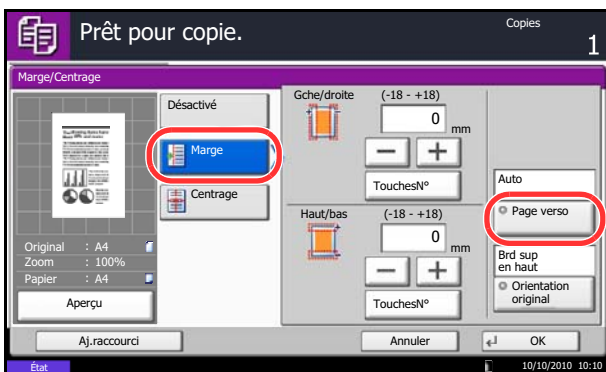 Prêt pour copie.
Copies
1
Marge/Centrage
Désactivé
Marge
Centrage
Original : A4
Zoom : 100%
Papier : A4
Aperçu
Gche/droite (-18 - +18)
0 mm
TouchesN°
Haut/bas (-18 - +18)
0 mm
TouchesN°
Auto
Page verso
Brd sup
en haut
Orientation
original
Aj.raccourci
Annuler
OK
État
10/10/2010 10:10